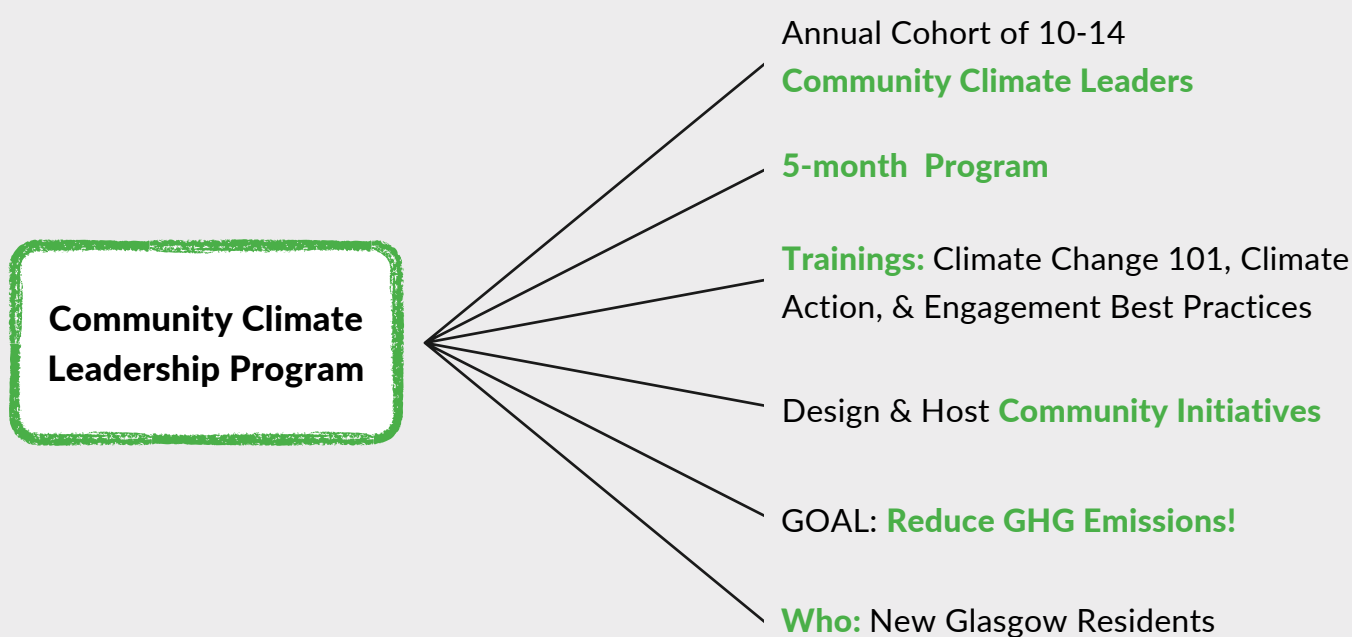 Community Climate
Leadership Program
Annual Cohort of 10-14
Community Climate Leaders
5-month Program
Trainings: Climate Change 101, Climate
Action, & Engagement Best Practices
Design & Host Community Initiatives
GOAL: Reduce GHG Emissions!
Who: New Glasgow Residents